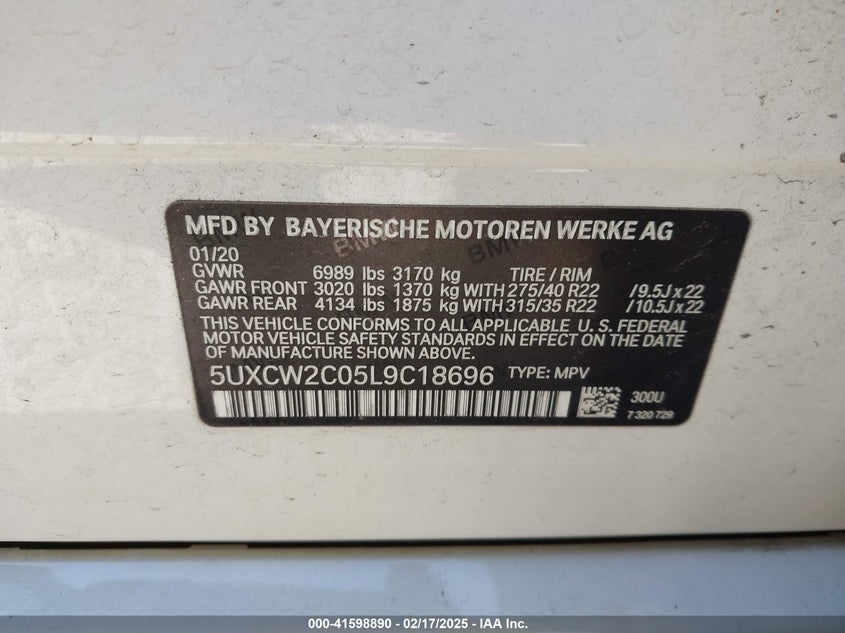 MFD BY BAYERISCHE MOTOREN WERKE AG
01/20
GVWR 6989 lbs 3170 kg TIRE / RIM
GAWR FRONT 3020 lbs 1370 kg WITH 275/40 R22 /9.5J x 22
GAWR REAR 4134 lbs 1875 kg WITH 315/35 R22 /10.5J x 22
THIS VEHICLE CONFORMS TO ALL APPLICABLE U. S. FEDERAL
MOTOR VEHICLE SAFETY STANDARDS IN EFFECT ON THE DATE
OF MANUFACTURE SHOWN ABOVE.
5UXCW2C05L9C18696 TYPE: MPV
300U
7 320 729
000-41598890 - 02/17/2025 - IAA Inc.